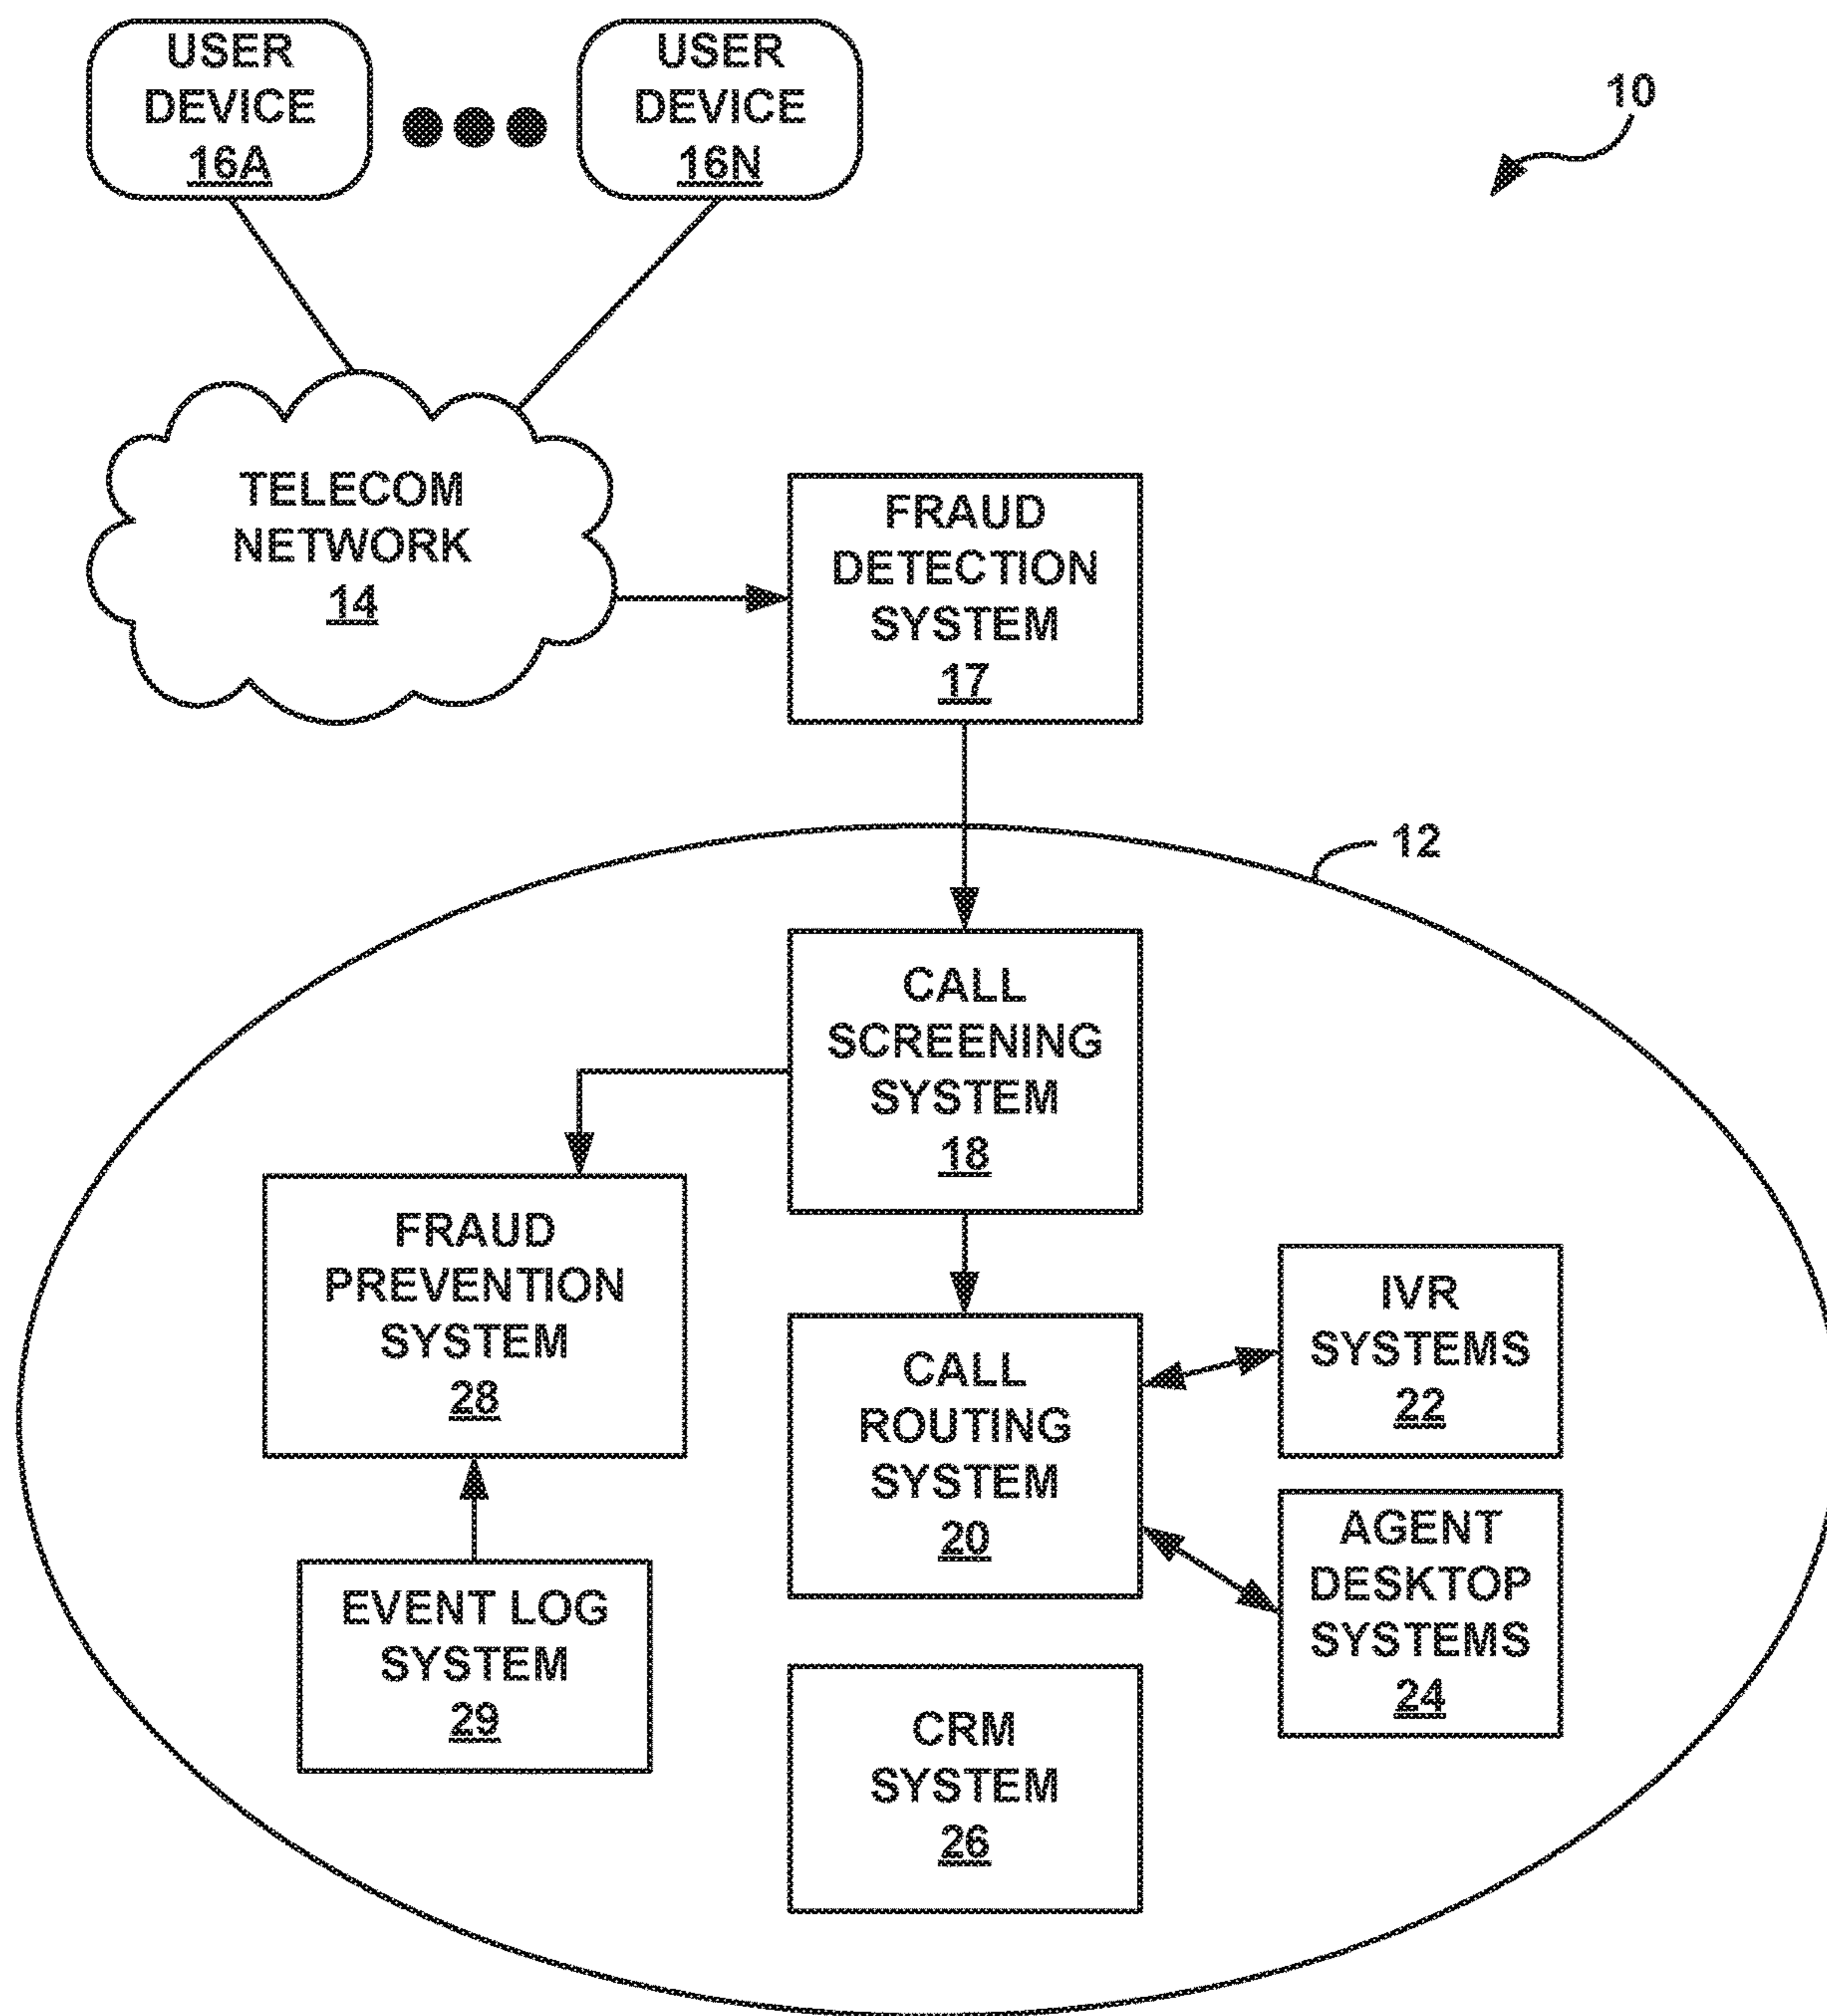 USER
DEVICE
16A
USER
DEVICE
16N
10
TELECOM
NETWORK
14
FRAUD
DETECTION
SYSTEM
17
12
CALL
SCREENING
SYSTEM
18
FRAUD
PREVENTION
SYSTEM
28
CALL
ROUTING
SYSTEM
20
IVR
SYSTEMS
22
AGENT
DESKTOP
SYSTEMS
24
EVENT LOG
SYSTEM
29
CRM
SYSTEM
26